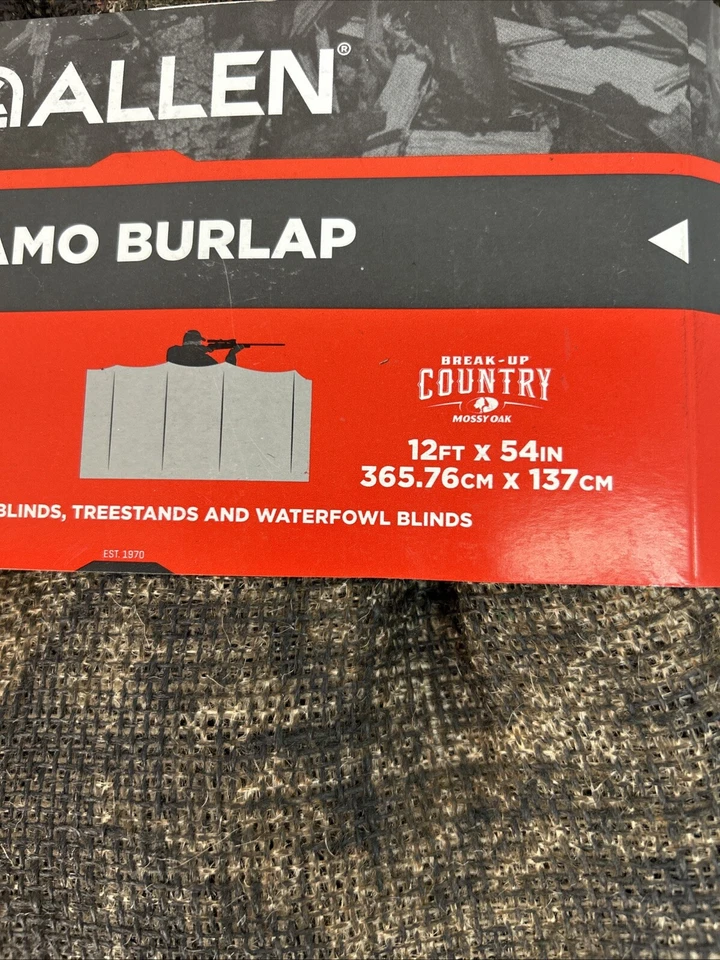 ALLEN®
AMO BURLAP
BREAK-UP
COUNTRY
MOSSY OAK
12FT X 54IN
365.76CM X 137CM
BLINDS, TREESTANDS AND WATERFOWL BLINDS
EST. 1970